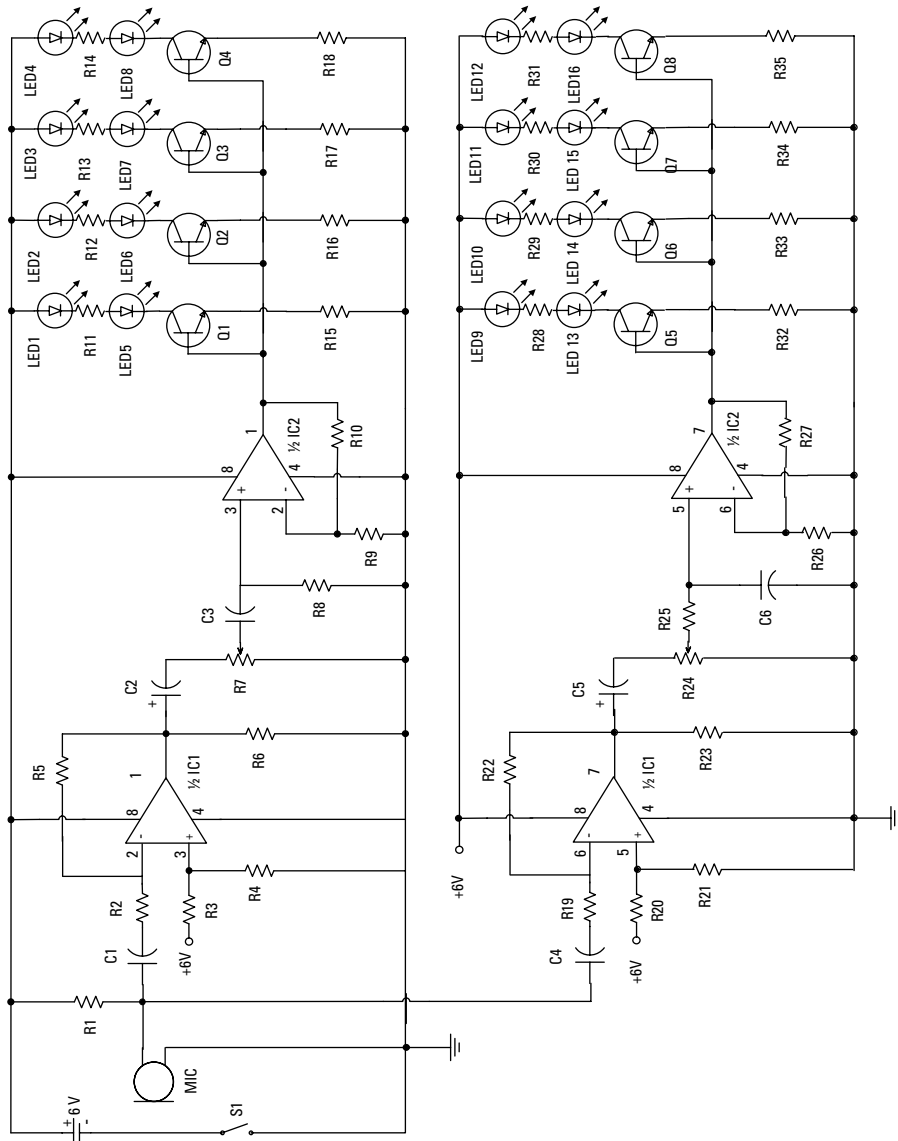 LED4
R14
LED8
Q4
R18
LED3
R13
LED7
Q3
R17
LED2
R12
LED6
Q2
R16
LED1
R11
LED5
Q1
R15
1
½ IC2
R10
8
4
+
-
3
2
R9
R8
C3
R7
C2
+
R5
R6
1
½ IC1
8
4
-
+
2
3
R2
R3
R4
C1
+6V
R1
MIC
+ 6 V
-
S1
LED12
R31
LED16
Q8
R35
LED11
R30
LED 15
Q7
R34
LED10
R29
LED 14
Q6
R33
LED9
R28
LED 13
Q5
R32
7
½ IC2
R27
8
4
+
-
5
6
R26
R25
C6
R24
C5
+
R22
R23
7
½ IC1
8
4
-
+
6
5
+6V
R19
R20
R21
C4
+6V